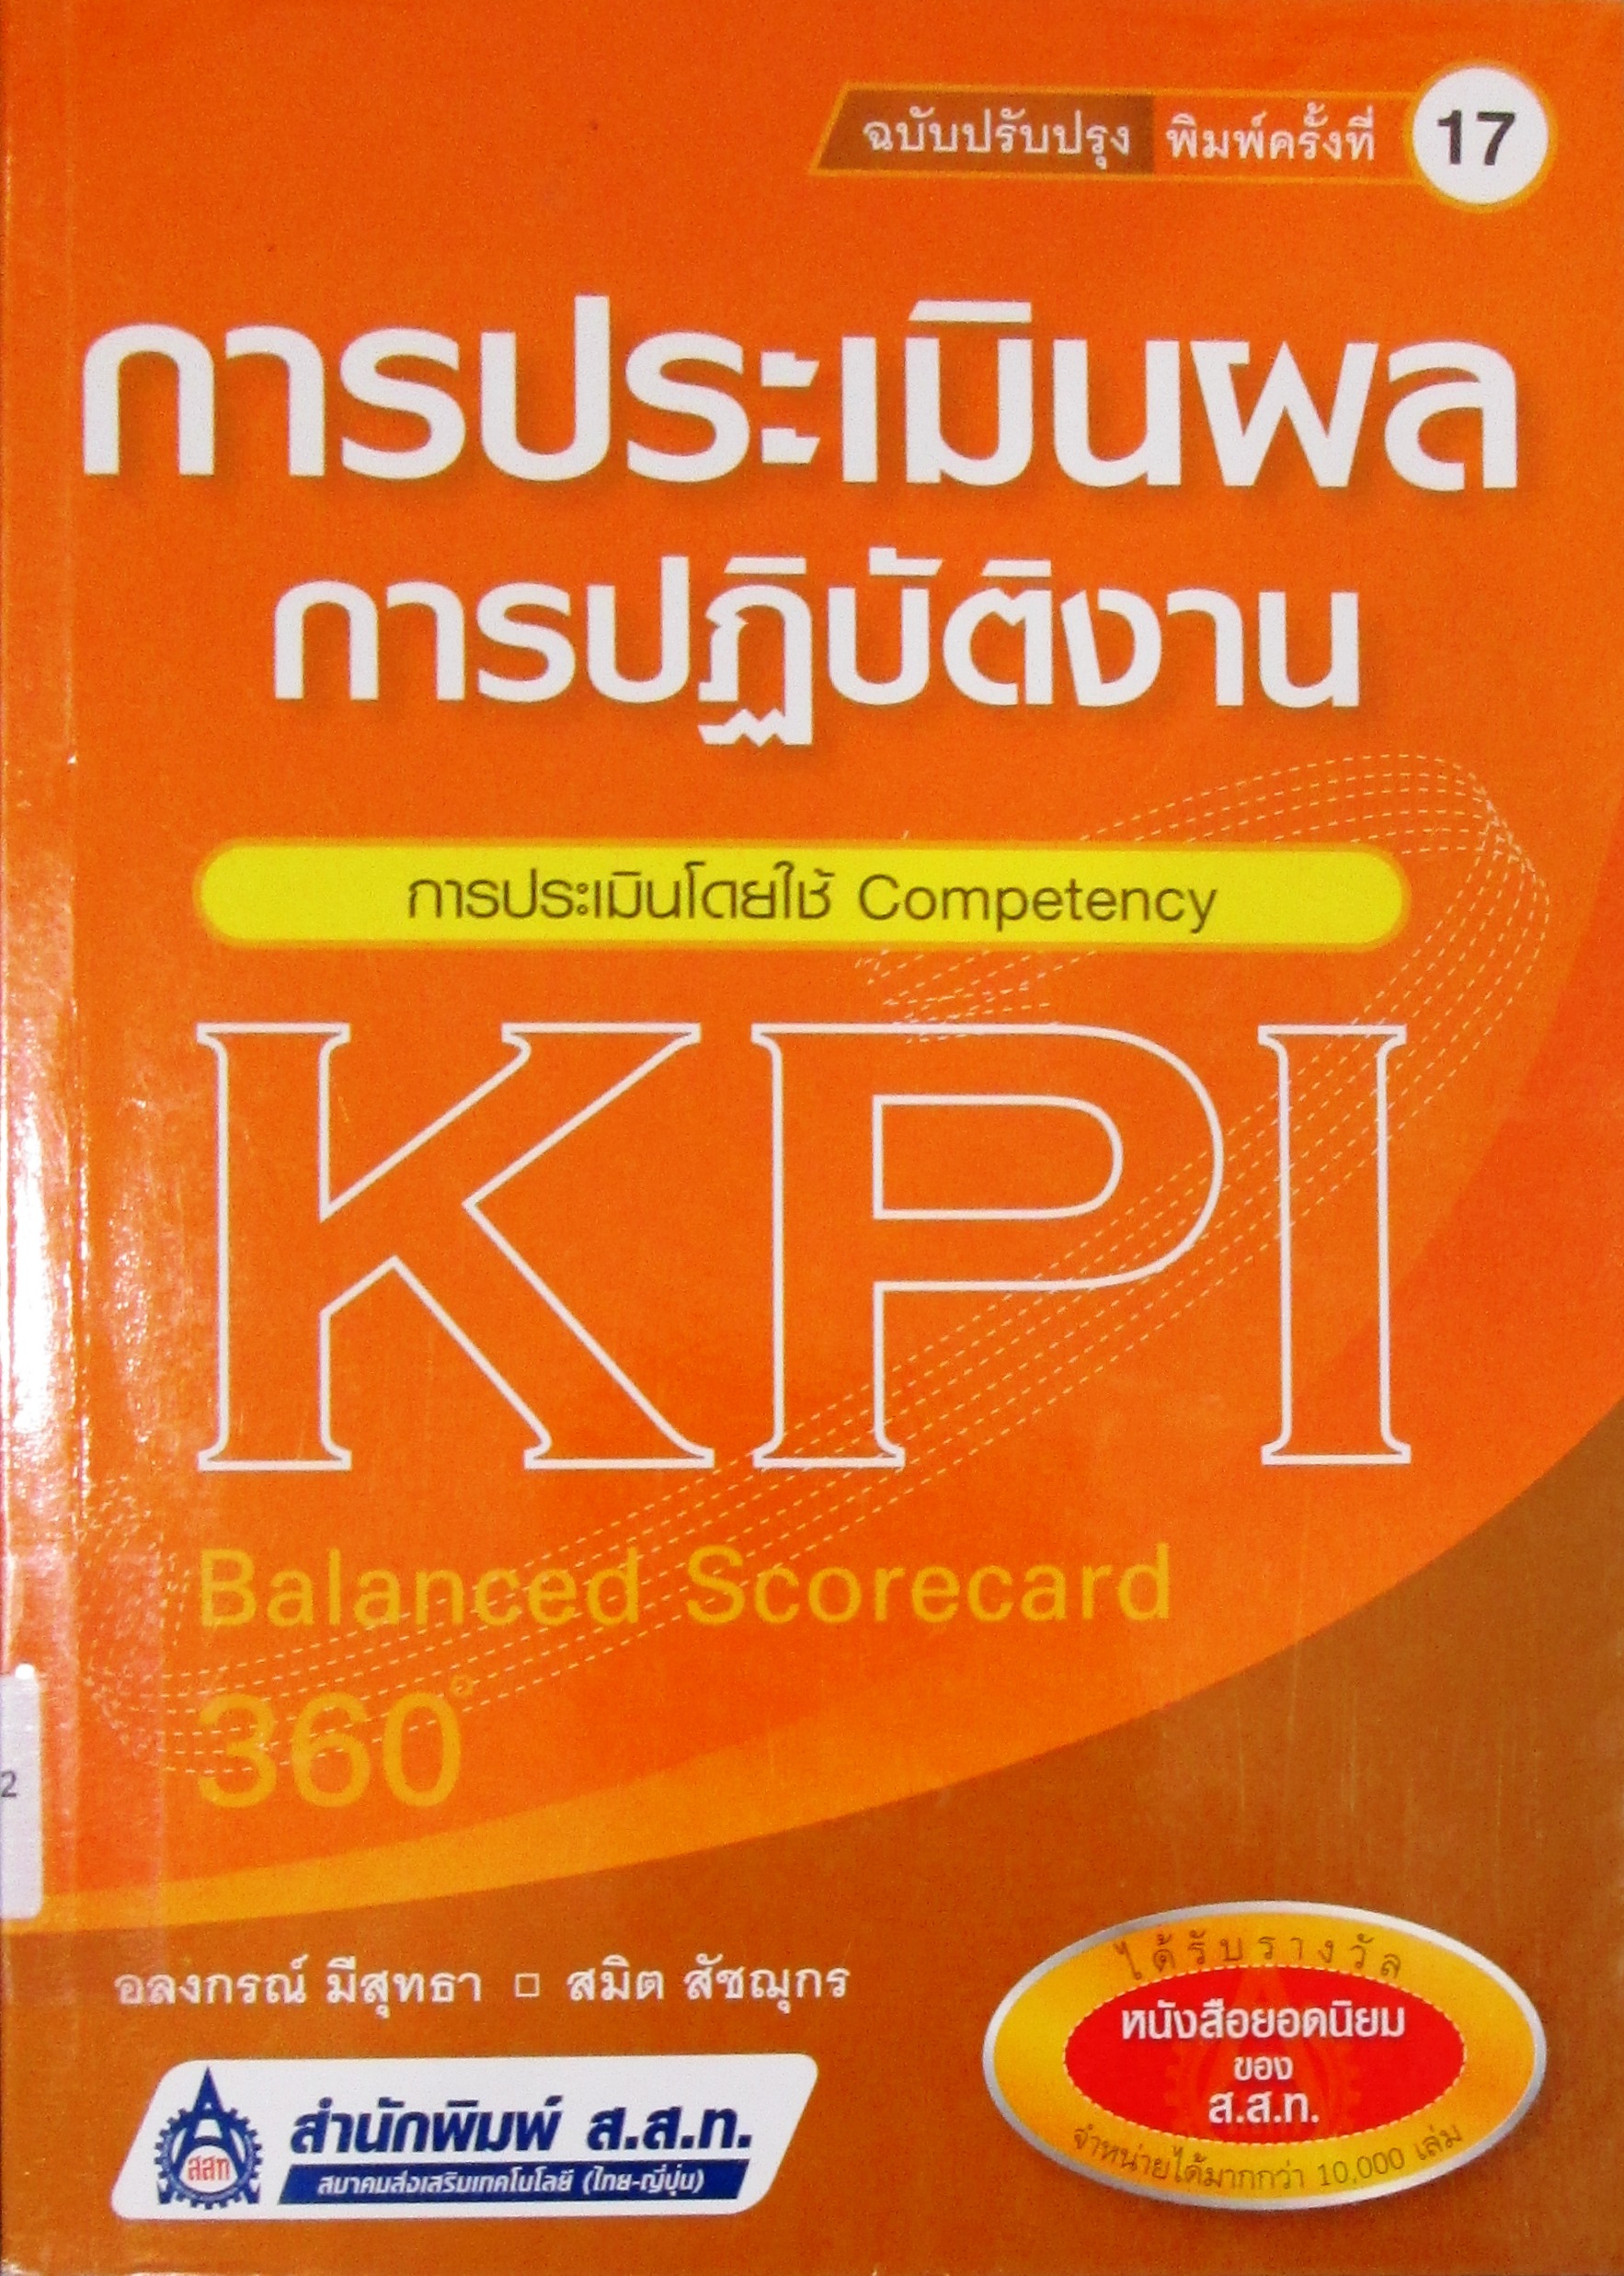 ฉบับปรับปรุง พิมพ์ครั้งที่ 17
การประเมินผล
การปฏิบัติงาน
การประเมินโดยใช้ Competency
KPI
Balanced Scorecard
360°
2
อลงกรณ์ มีสุทธา □ สมิต สัชฌุกร
ได้รับรางวัล
หนังสือยอดนิยม
ของ
ส.ส.ท.
จำหน่ายได้มากกว่า 10,000 เล่ม
สสท
สำนักพิมพ์ ส.ส.ท.
สมาคมส่งเสริมเทคโนโลยี (ไทย-ญี่ปุ่น)